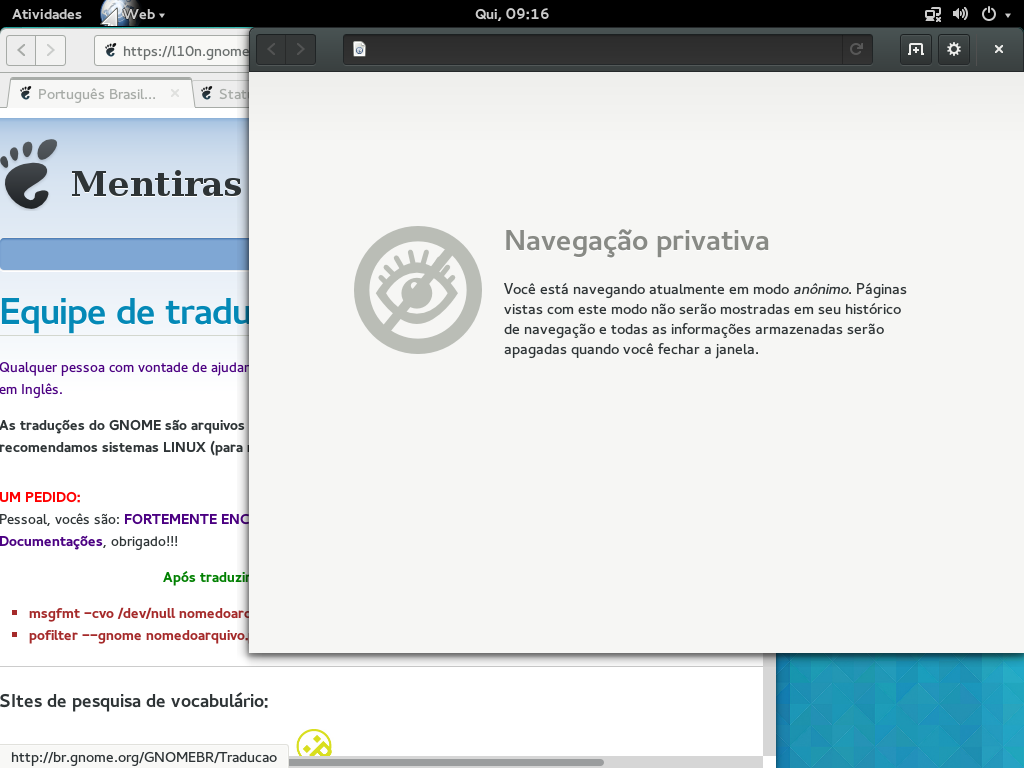 Atividades
Web
Qui, 09:16
https://l10n.gnome
Português Brasil...
Statu
Mentiras
Equipe de tradu
Qualquer pessoa com vontade de ajudar
em Inglês.
As traduções do GNOME são arquivos
recomendamos sistemas LINUX (para
UM PEDIDO:
Pessoal, vocês são: FORTEMENTE ENC
Documentações, obrigado!!!
Após traduzir
msgfmt -cvo /dev/null nomedoarq
pofilter --gnome nomedoarquivo.
SItes de pesquisa de vocabulário:
http://br.gnome.org/GNOMEBR/Traducao
Navegação privativa
Você está navegando atualmente em modo anônimo. Páginas
vistas com este modo não serão mostradas em seu histórico
de navegação e todas as informações armazenadas serão
apagadas quando você fechar a janela.